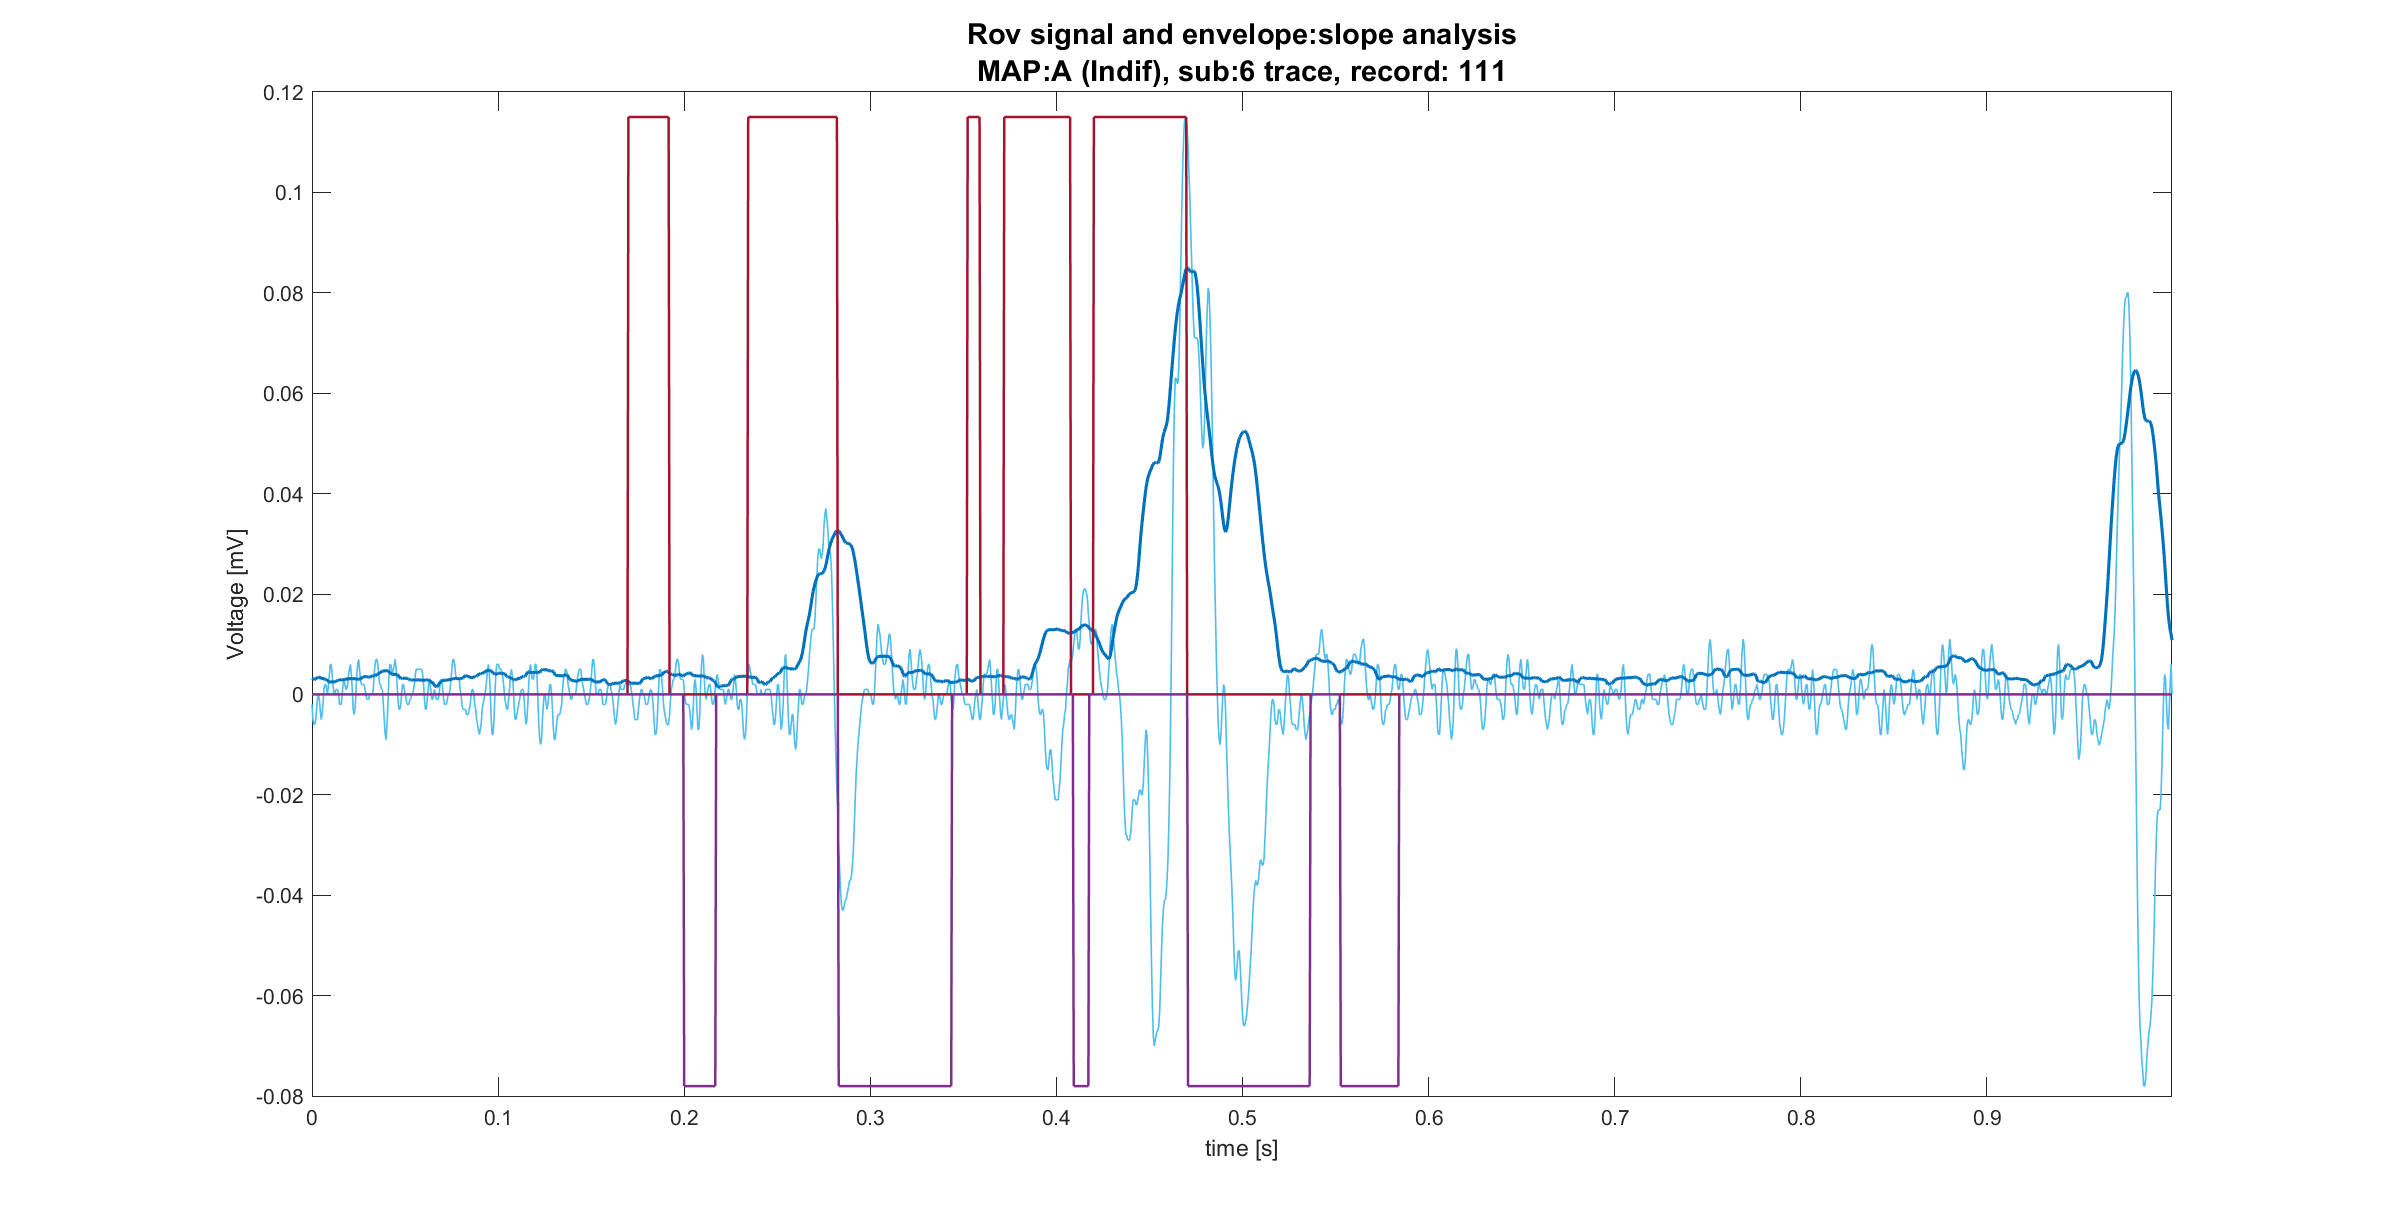 Rov signal and envelope:slope analysis
MAP:A (Indif), sub:6 trace, record: 111
0.12
0.1
0.08
0.06
0.04
0.02
0
-0.02
-0.04
-0.06
-0.08
Voltage [mV]
0 0.1 0.2 0.3 0.4 0.5 0.6 0.7 0.8 0.9
time [s]